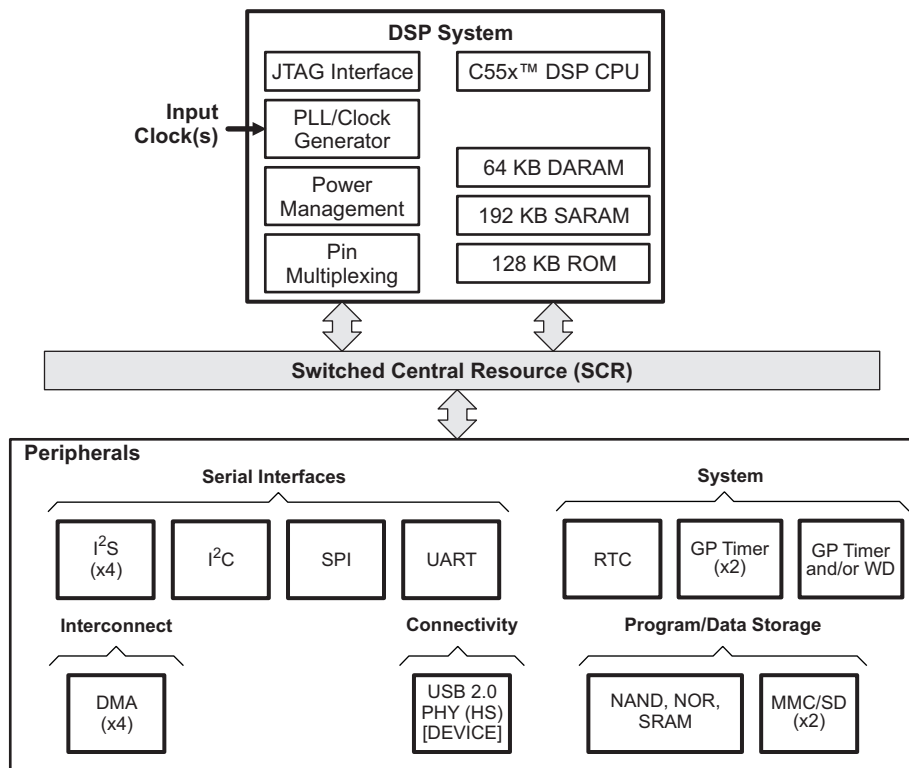 DSP System
JTAG Interface
C55x™ DSP CPU
Input
Clock(s)
PLL/Clock
Generator
64 KB DARAM
Power
Management
192 KB SARAM
Pin
Multiplexing
128 KB ROM
Switched Central Resource (SCR)
Peripherals
Serial Interfaces
System
I²S
(x4)
I²C
SPI
UART
RTC
GP Timer
(x2)
GP Timer
and/or WD
Interconnect
Connectivity
Program/Data Storage
DMA
(x4)
USB 2.0
PHY (HS)
[DEVICE]
NAND, NOR,
SRAM
MMC/SD
(x2)